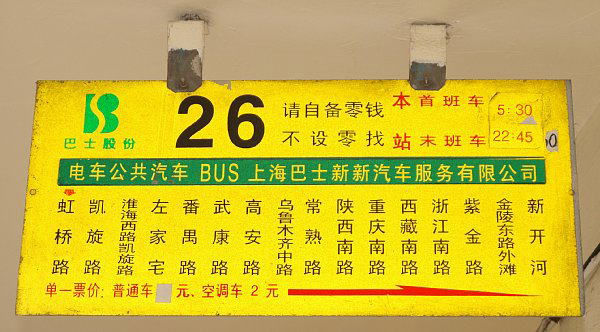 巴士股份
26
请自备零钱
不设零找
本站
首班车 5:30
末班车 22:45
电车公共汽车 BUS 上海巴士新新汽车服务有限公司
虹桥路
凯旋路
淮海西路凯旋路
左家宅
番禺路
武康路
高安路
乌鲁木齐中路
常熟路
陕西南路
重庆南路
西藏南路
浙江南路
紫金路
金陵东路外滩
新开河
单一票价: 普通车 元、空调车 2 元